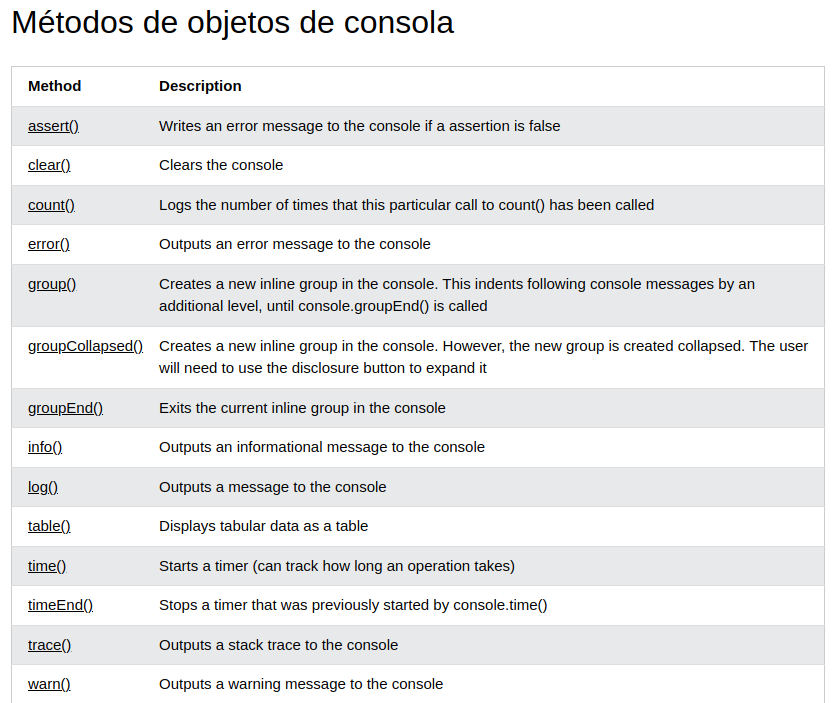 Métodos de objetos de consola
Method Description
assert() Writes an error message to the console if a assertion is false
clear() Clears the console
count() Logs the number of times that this particular call to count() has been called
error() Outputs an error message to the console
group() Creates a new inline group in the console. This indents following console messages by an
additional level, until console.groupEnd() is called
groupCollapsed() Creates a new inline group in the console. However, the new group is created collapsed. The user
will need to use the disclosure button to expand it
groupEnd() Exits the current inline group in the console
info() Outputs an informational message to the console
log() Outputs a message to the console
table() Displays tabular data as a table
time() Starts a timer (can track how long an operation takes)
timeEnd() Stops a timer that was previously started by console.time()
trace() Outputs a stack trace to the console
warn() Outputs a warning message to the console